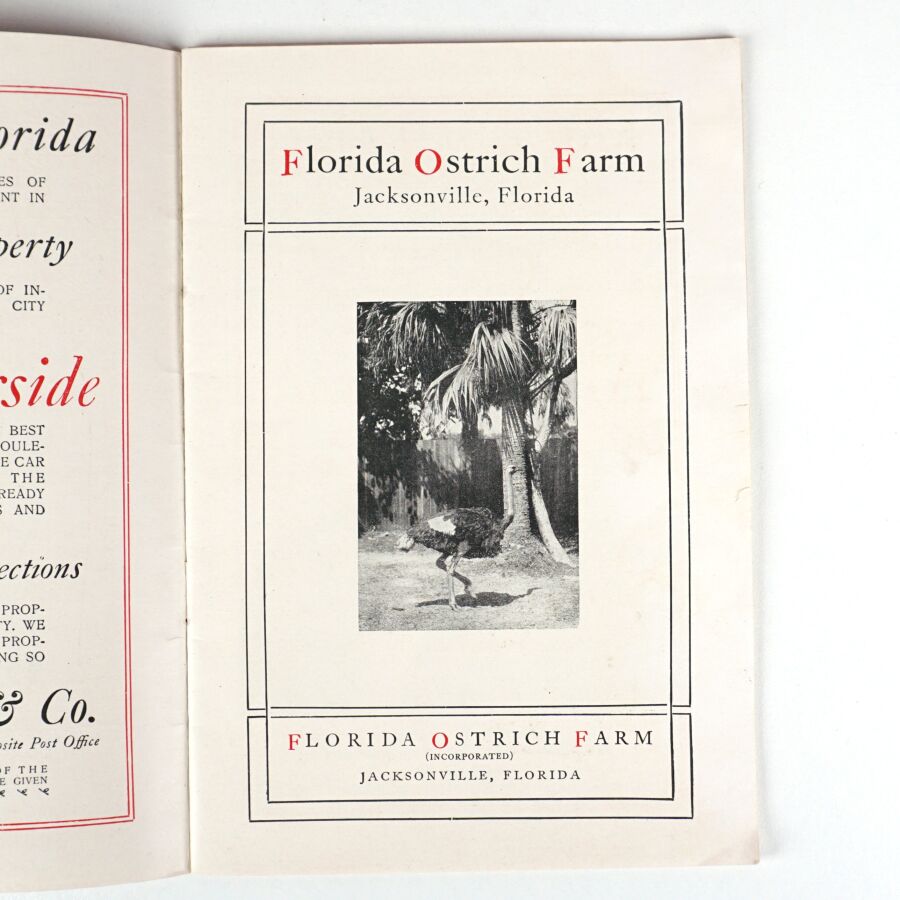 orida
ES OF
NT IN
perty
OF IN-
CITY
rside
BEST
OULE-
E CAR
THE
READY
S AND
ections
PROP-
TY. WE
PROP-
NG SO
& Co.
osite Post Office
OF THE
E GIVEN
Florida Ostrich Farm
Jacksonville, Florida
FLORIDA OSTRICH FARM
(INCORPORATED)
JACKSONVILLE, FLORIDA